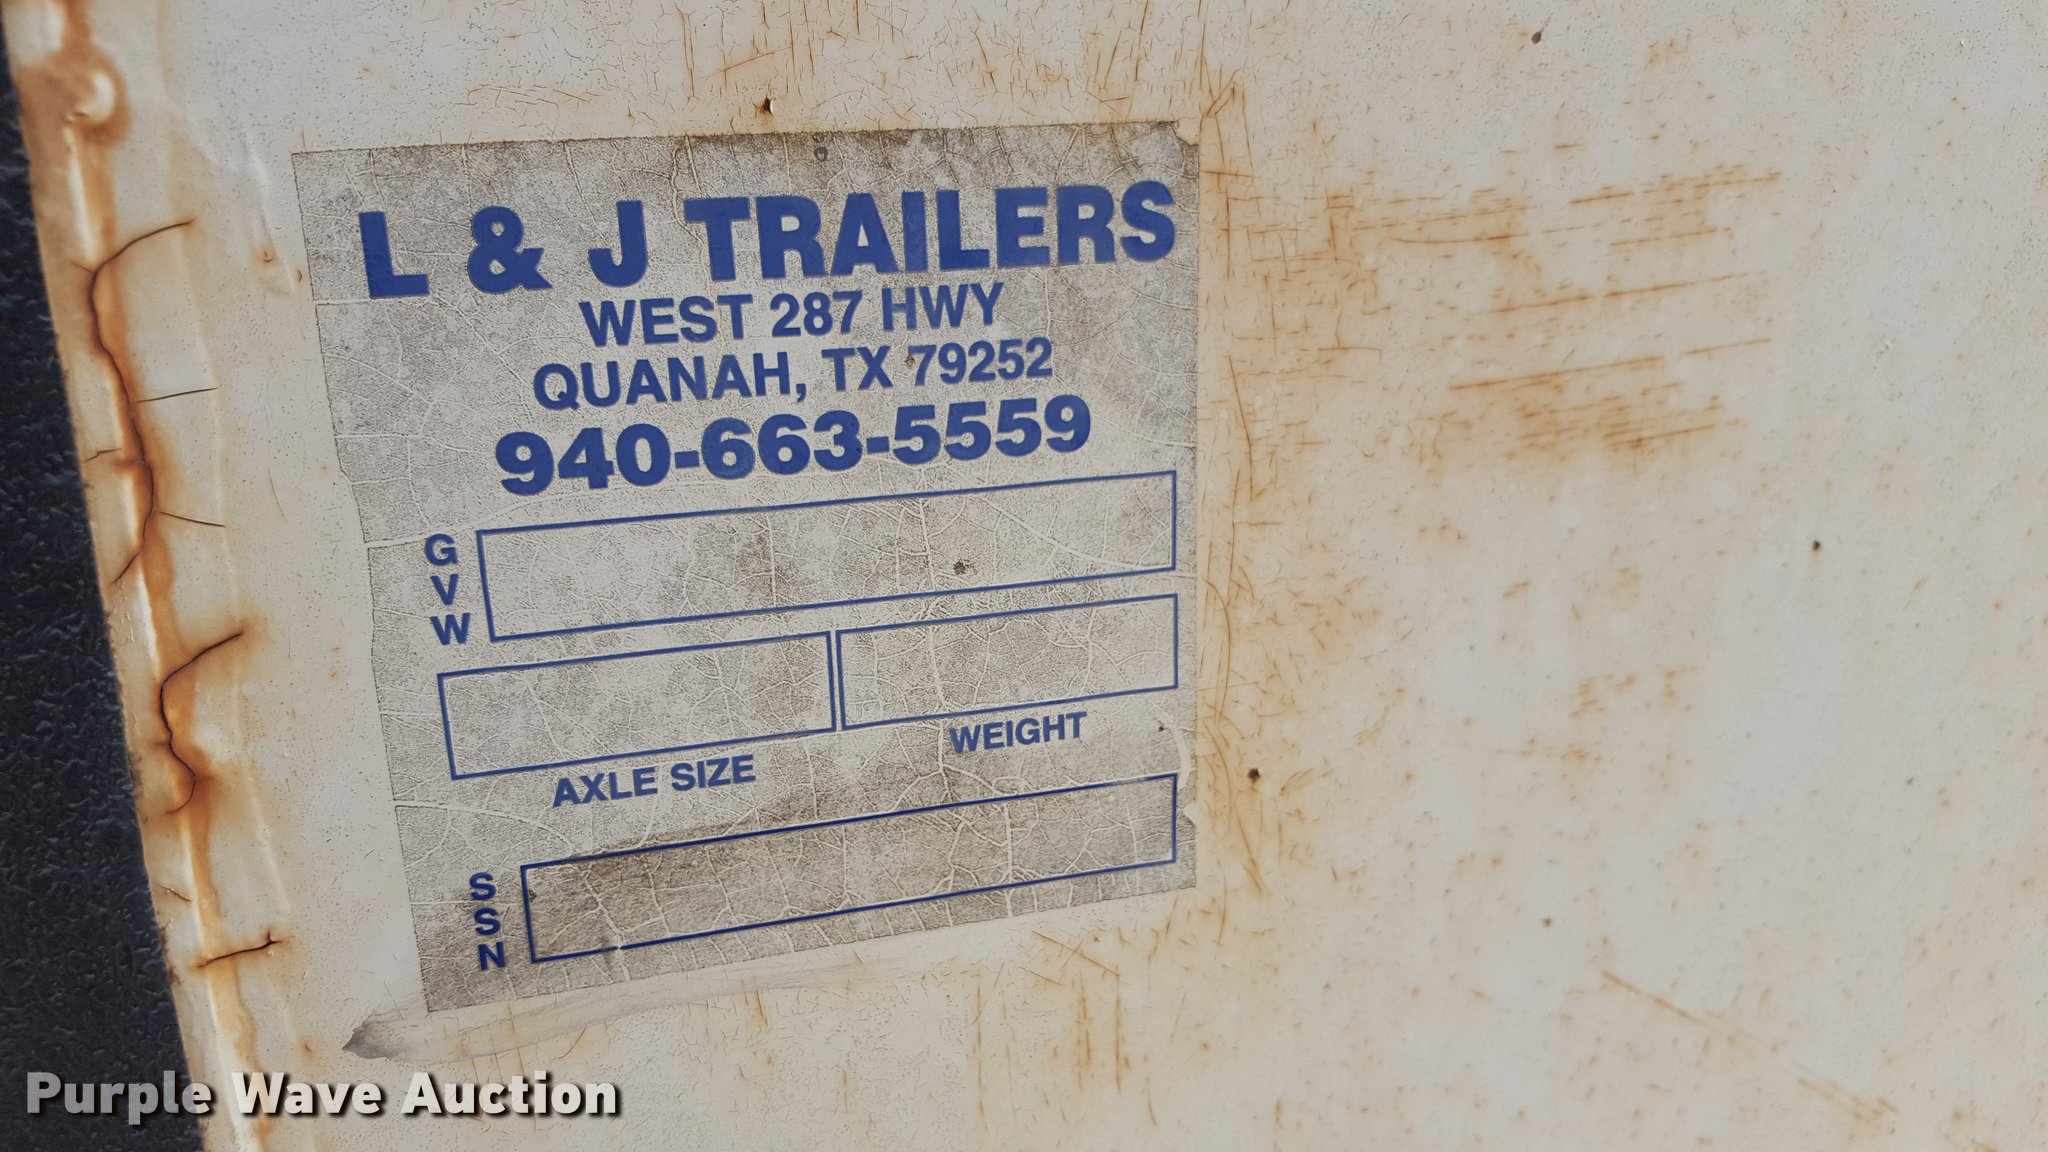 L & J TRAILERS
WEST 287 HWY
QUANAH, TX 79252
940-663-5559
GVW
AXLE SIZE
WEIGHT
SSN
Purple Wave Auction